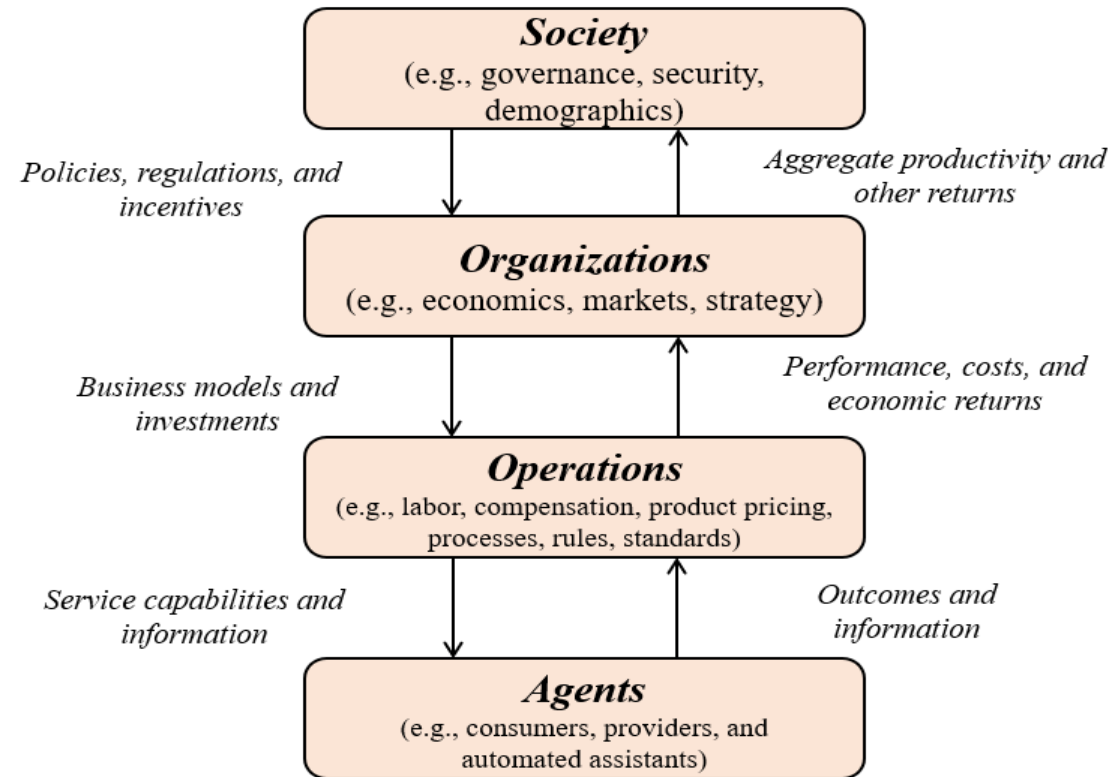 Society
(e.g., governance, security,
demographics)
Policies, regulations, and
incentives
Aggregate productivity and
other returns
Organizations
(e.g., economics, markets, strategy)
Business models and
investments
Performance, costs, and
economic returns
Operations
(e.g., labor, compensation, product pricing,
processes, rules, standards)
Service capabilities and
information
Outcomes and
information
Agents
(e.g., consumers, providers, and
automated assistants)